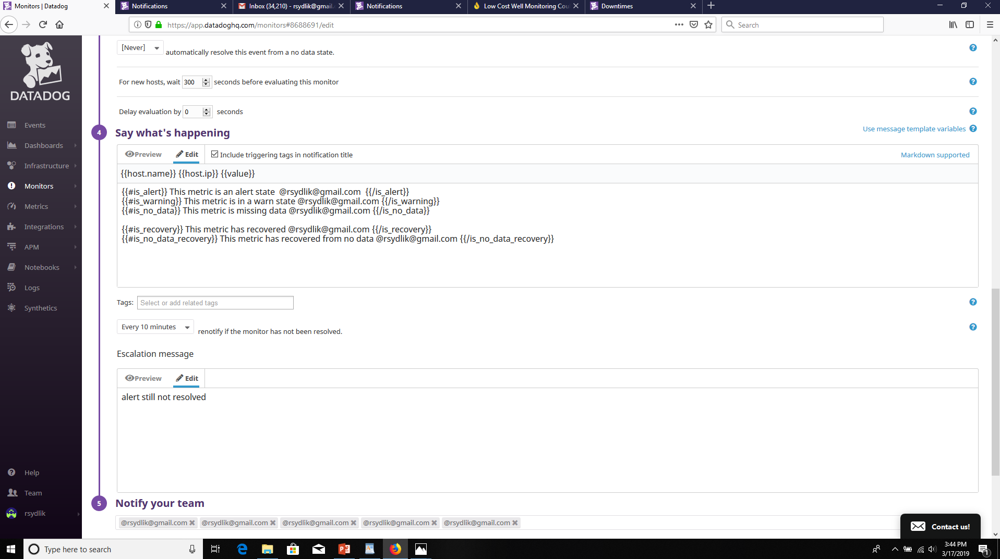 Monitors | Datadog
Notifications
Inbox (34,210) - rsydlik@gmail.
Notifications
Low Cost Well Monitoring Cou
Downtimes
https://app.datadoghq.com/monitors#8688691/edit
Search
DATADOG
Events
Dashboards
Infrastructure
Monitors
Metrics
Integrations
APM
Notebooks
Logs
Synthetics
Help
Team
rsydlik
[Never] automatically resolve this event from a no data state.
For new hosts, wait 300 seconds before evaluating this monitor
Delay evaluation by 0 seconds
4 Say what's happening
Use message template variables
Preview Edit Include triggering tags in notification title
Markdown supported
{{host.name}} {{host.ip}} {{value}}
{{#is_alert}} This metric is an alert state @rsydlik@gmail.com {{/is_alert}}
{{#is_warning}} This metric is in a warn state @rsydlik@gmail.com {{/is_warning}}
{{#is_no_data}} This metric is missing data @rsydlik@gmail.com {{/is_no_data}}
{{#is_recovery}} This metric has recovered @rsydlik@gmail.com {{/is_recovery}}
{{#is_no_data_recovery}} This metric has recovered from no data @rsydlik@gmail.com {{/is_no_data_recovery}}
Tags: Select or add related tags
Every 10 minutes renotify if the monitor has not been resolved.
Escalation message
Preview Edit
alert still not resolved
5 Notify your team
@rsydlik@gmail.com @rsydlik@gmail.com @rsydlik@gmail.com @rsydlik@gmail.com @rsydlik@gmail.com
Contact us!
Type here to search
3:44 PM
3/17/2019
1